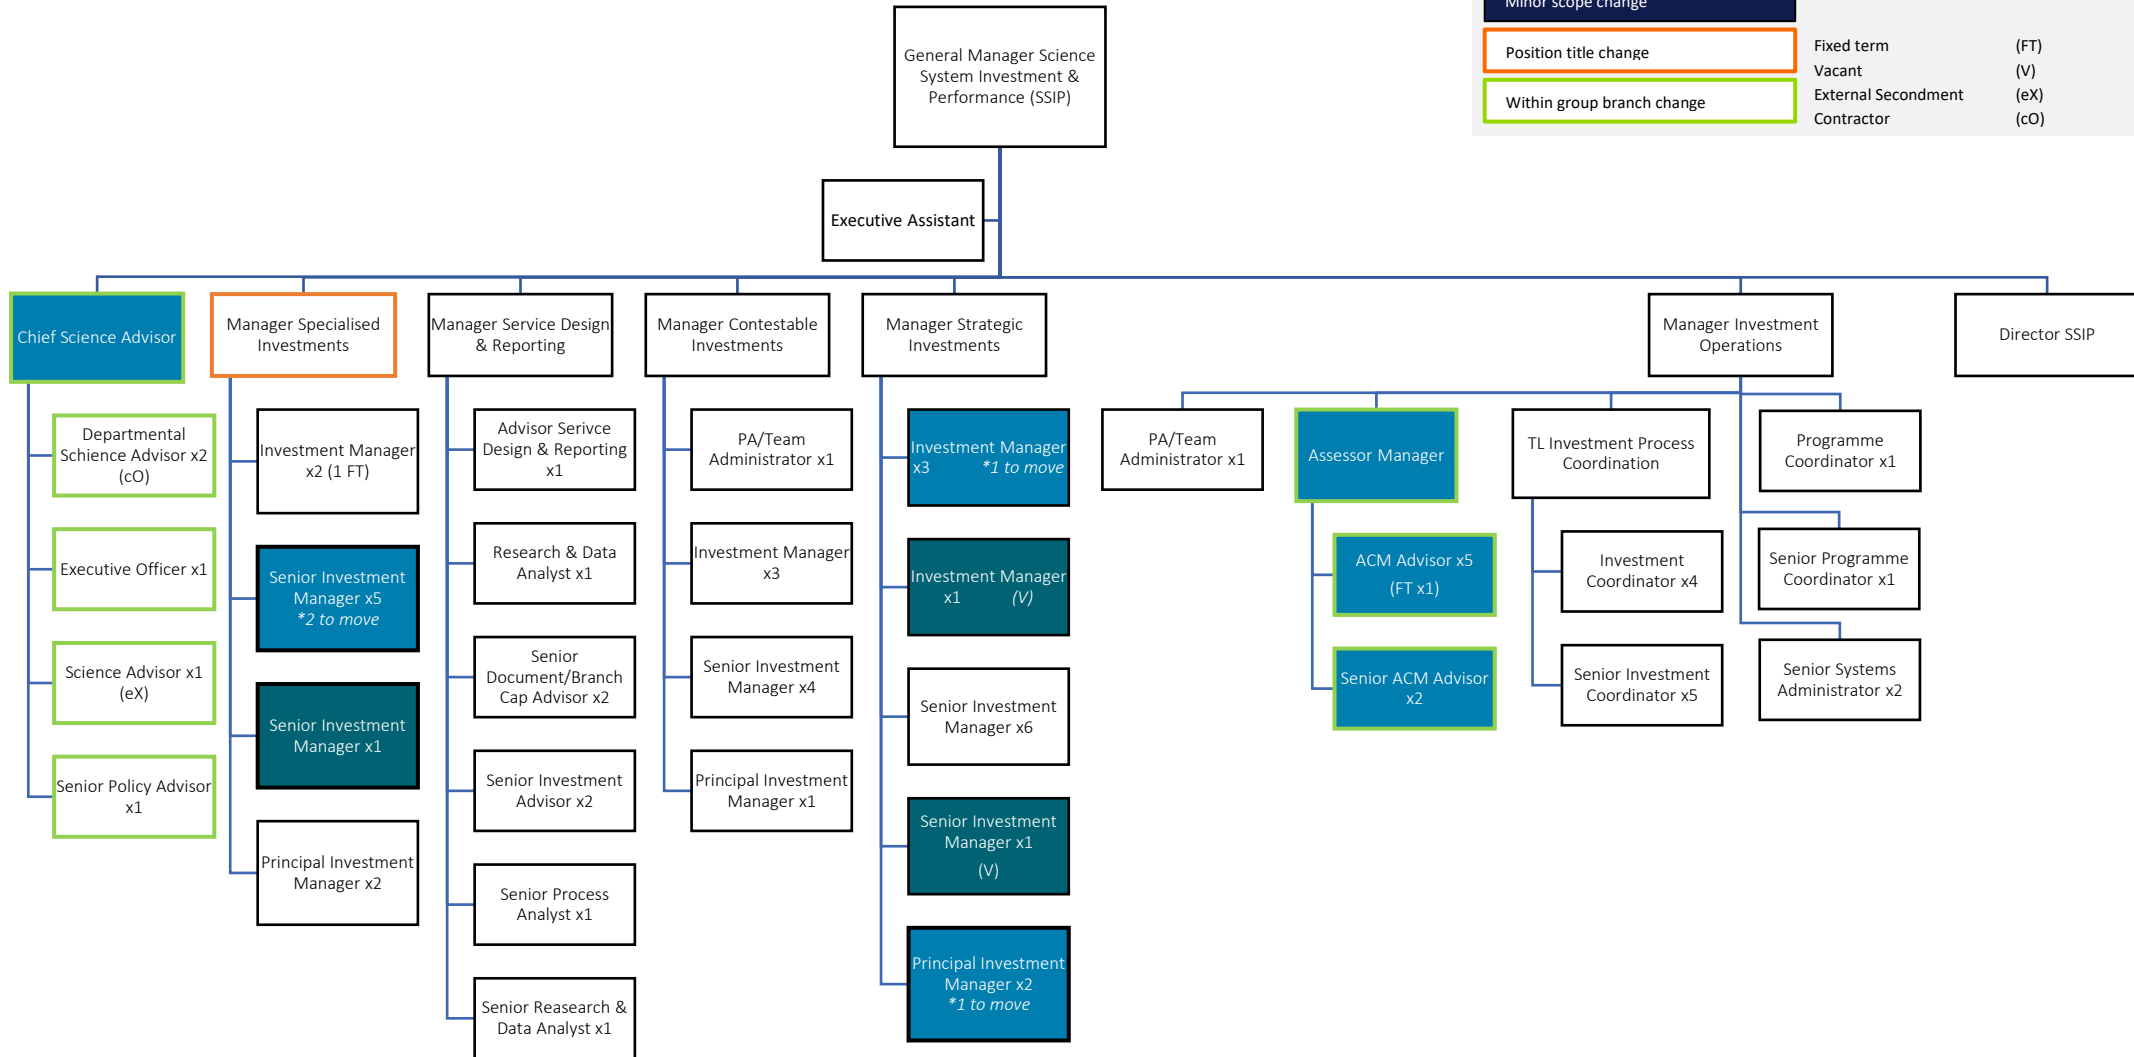 Minor scope change
Position title change
Within group branch change
Fixed term (FT)
Vacant (V)
External Secondment (eX)
Contractor (cO)
General Manager Science
System Investment &
Performance (SSIP)
Executive Assistant
Chief Science Advisor
Manager Specialised
Investments
Manager Service Design
& Reporting
Manager Contestable
Investments
Manager Strategic
Investments
Manager Investment
Operations
Director SSIP
Departmental
Schience Advisor x2
(cO)
Executive Officer x1
Science Advisor x1
(eX)
Senior Policy Advisor
x1
Investment Manager
x2 (1 FT)
Senior Investment
Manager x5
*2 to move
Senior Investment
Manager x1
Principal Investment
Manager x2
Advisor Serivce
Design & Reporting
x1
Research & Data
Analyst x1
Senior
Document/Branch
Cap Advisor x2
Senior Investment
Advisor x2
Senior Process
Analyst x1
Senior Reasearch &
Data Analyst x1
PA/Team
Administrator x1
Investment Manager
x3
Senior Investment
Manager x4
Principal Investment
Manager x1
Investment Manager
x3 *1 to move
Investment Manager
x1 (V)
Senior Investment
Manager x6
Senior Investment
Manager x1
(V)
Principal Investment
Manager x2
*1 to move
PA/Team
Administrator x1
Assessor Manager
ACM Advisor x5
(FT x1)
Senior ACM Advisor
x2
TL Investment Process
Coordination
Investment
Coordinator x4
Senior Investment
Coordinator x5
Programme
Coordinator x1
Senior Programme
Coordinator x1
Senior Systems
Administrator x2